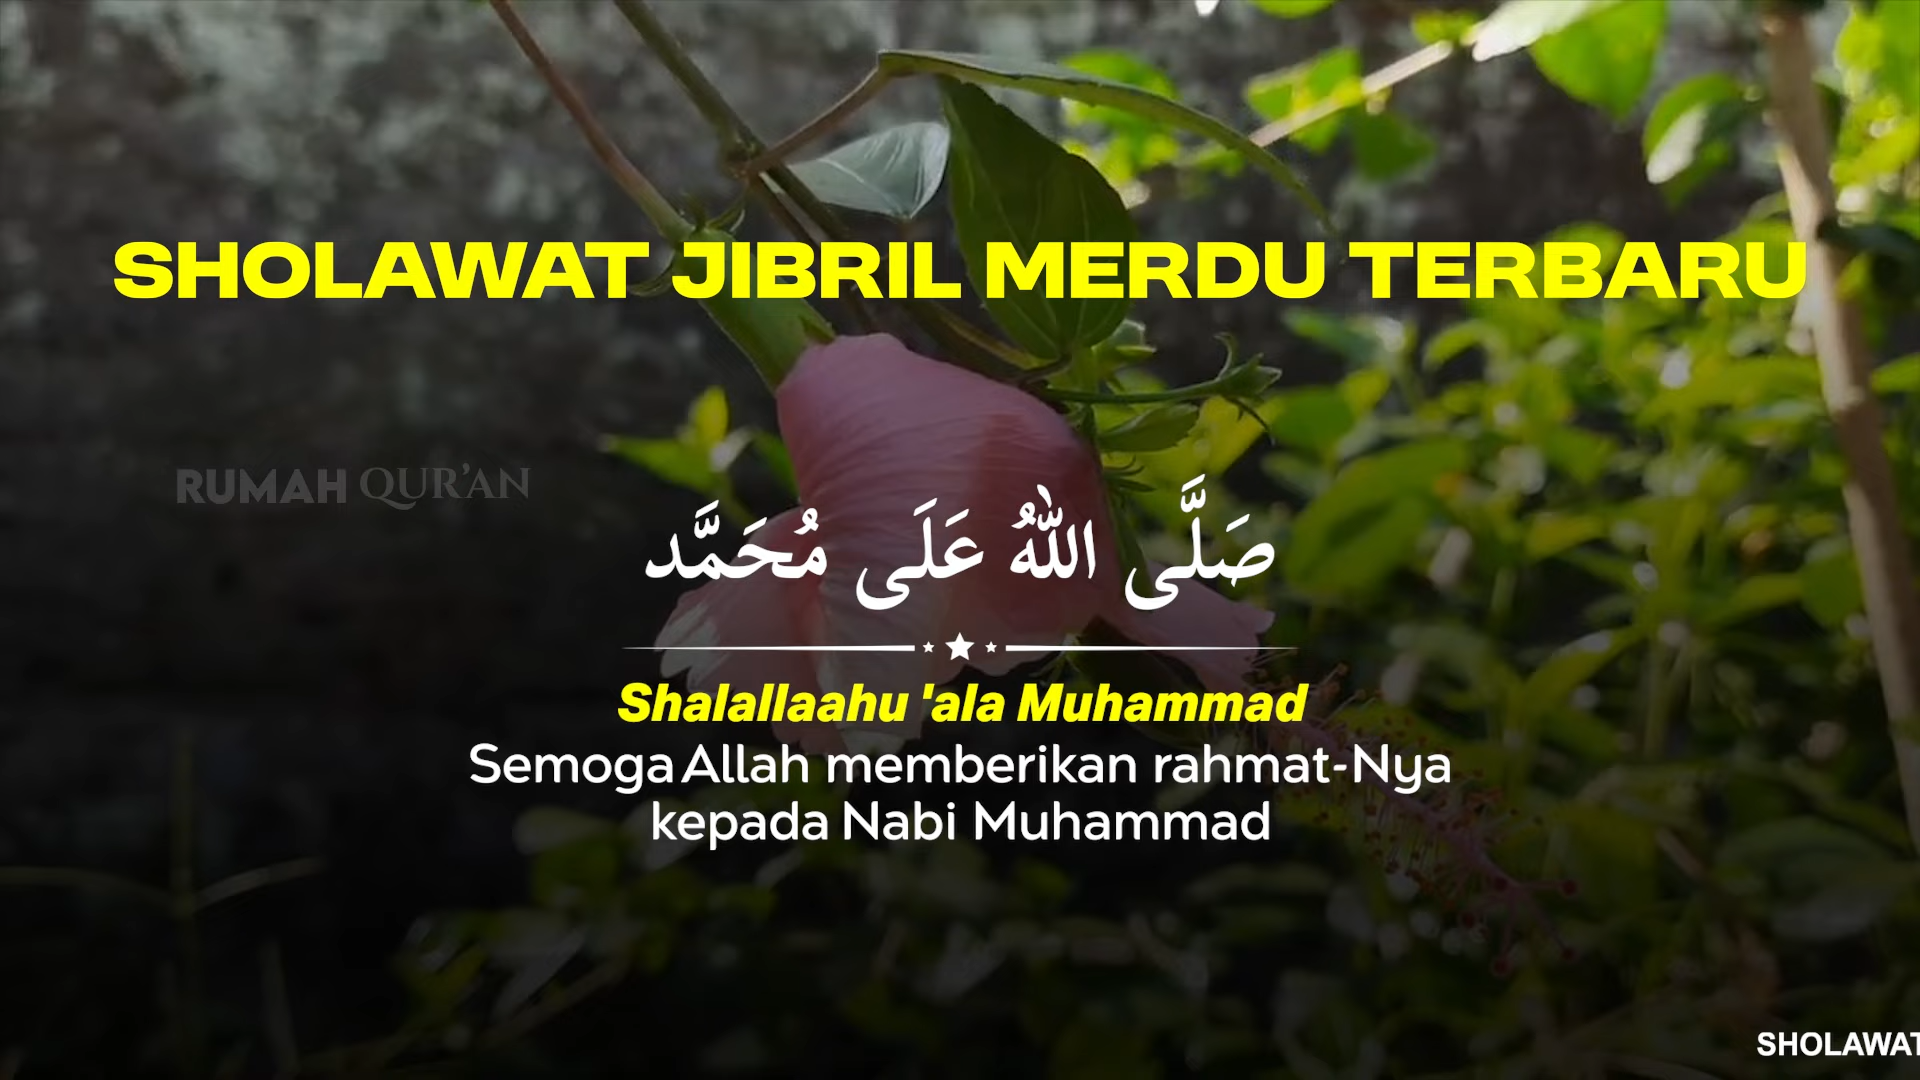 SHOLAWAT JIBRIL MERDU TERBARU
RUMAH QUR'AN
صَلَّى اللهُ عَلَى مُحَمَّد
Shalallaahu 'ala Muhammad
Semoga Allah memberikan rahmat-Nya
kepada Nabi Muhammad
SHOLAWAT